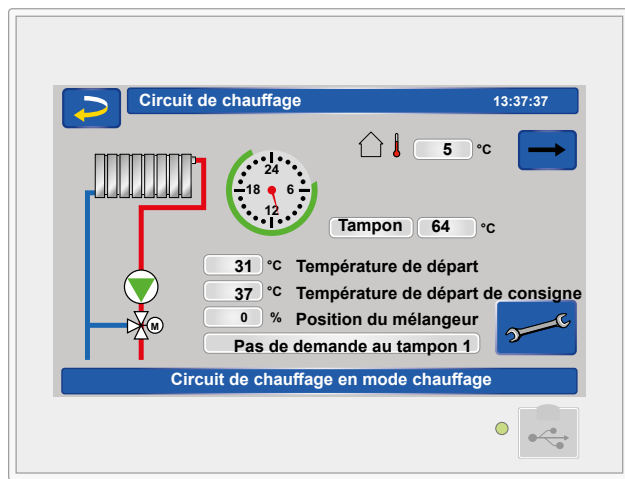 Circuit de chauffage 13:37:37
5 °C
24
18 6
12
Tampon 64 °C
31 °C Température de départ
37 °C Température de départ de consigne
0 % Position du mélangeur
M
Pas de demande au tampon 1
Circuit de chauffage en mode chauffage